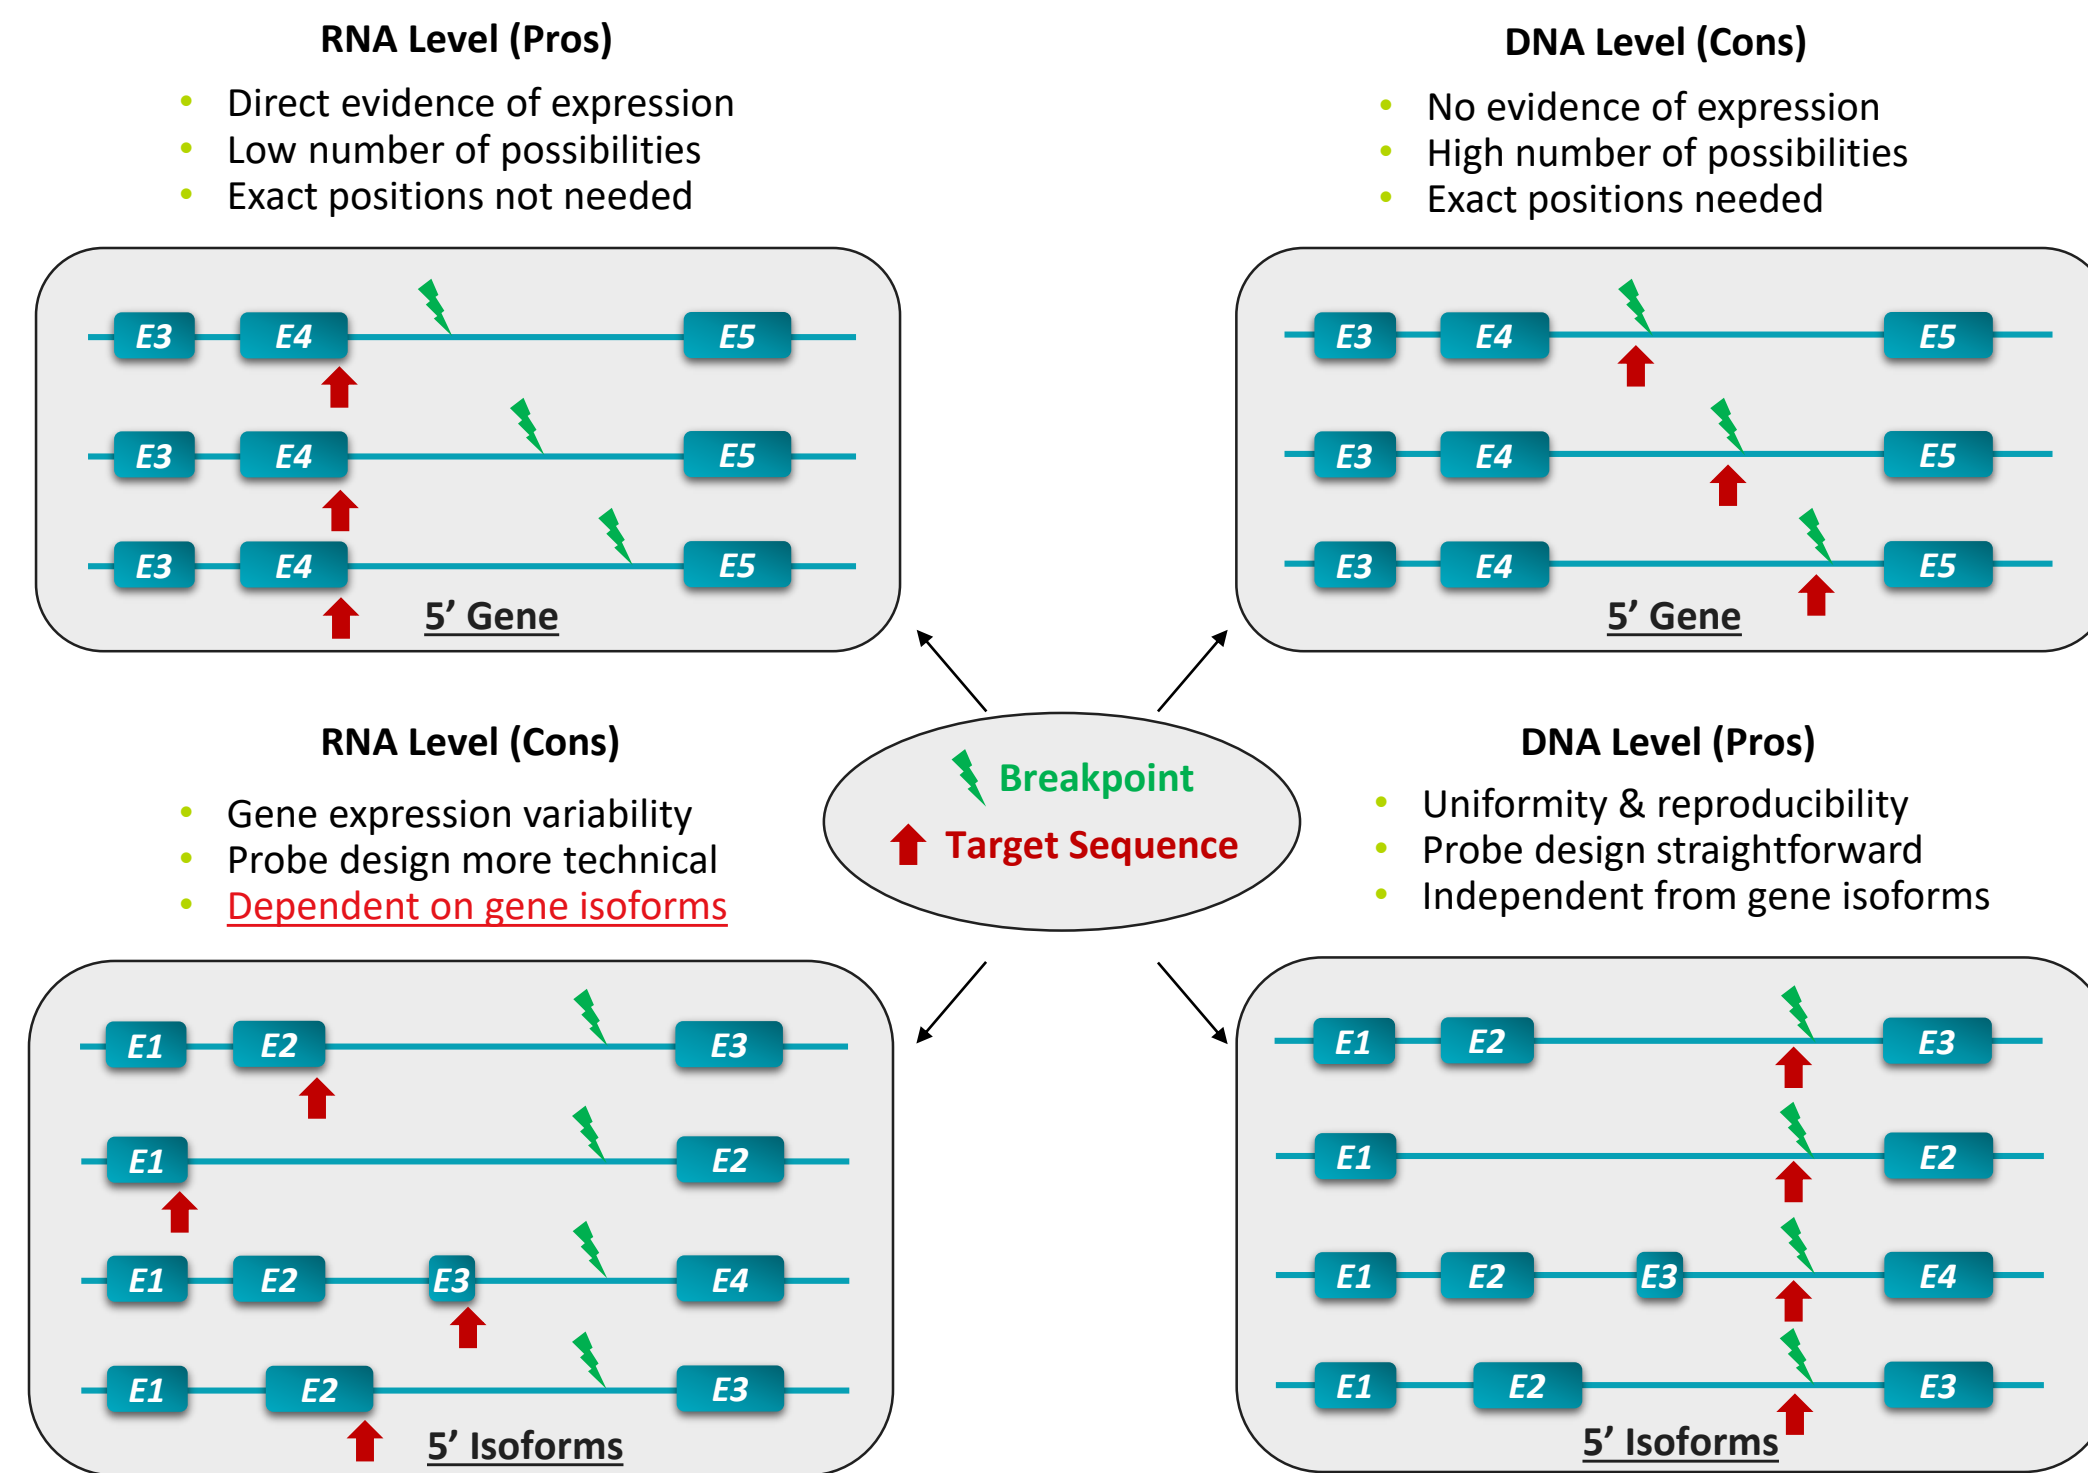 RNA Level (Pros)
• Direct evidence of expression
• Low number of possibilities
• Exact positions not needed
E3 E4 E5
E3 E4 E5
E3 E4 E5
5’ Gene
DNA Level (Cons)
• No evidence of expression
• High number of possibilities
• Exact positions needed
E3 E4 E5
E3 E4 E5
E3 E4 E5
5’ Gene
Breakpoint
Target Sequence
RNA Level (Cons)
• Gene expression variability
• Probe design more technical
• Dependent on gene isoforms
E1 E2 E3
E1 E2
E1 E2 E3 E4
E1 E2 E3
5’ Isoforms
DNA Level (Pros)
• Uniformity & reproducibility
• Probe design straightforward
• Independent from gene isoforms
E1 E2 E3
E1 E2
E1 E2 E3 E4
E1 E2 E3
5’ Isoforms